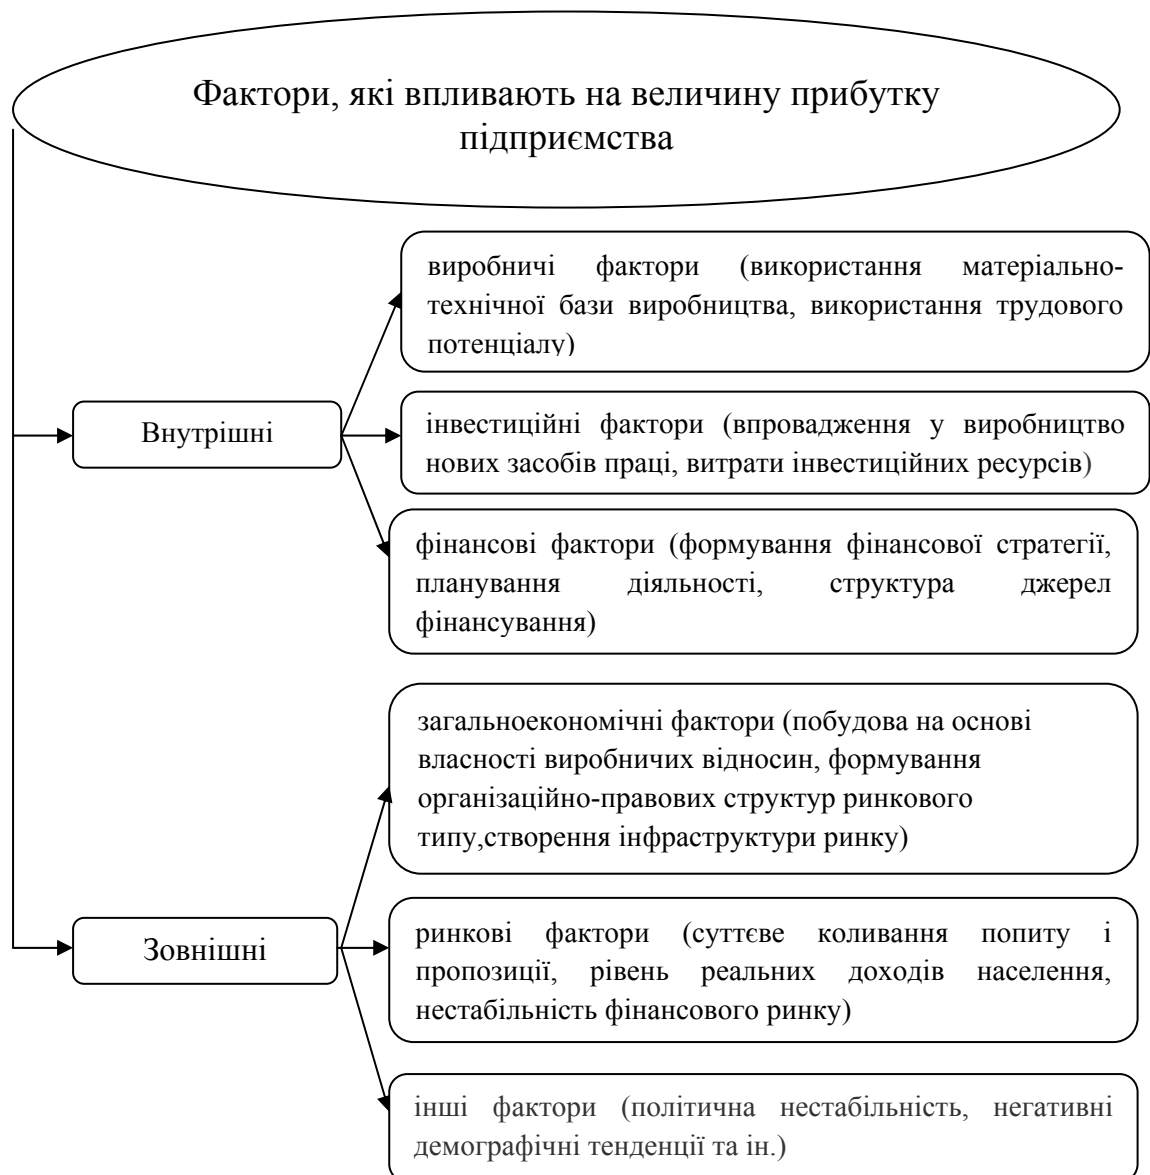 Фактори, які впливають на величину прибутку
підприємства
виробничі фактори (використання матеріально-
технічної бази виробництва, використання трудового
потенціалу)
Внутрішні
інвестиційні фактори (впровадження у виробництво
нових засобів праці, витрати інвестиційних ресурсів)
фінансові фактори (формування фінансової стратегії,
планування діяльності, структура джерел
фінансування)
загальноекономічні фактори (побудова на основі
власності виробничих відносин, формування
організаційно-правових структур ринкового
типу,створення інфраструктури ринку)
Зовнішні
ринкові фактори (суттєве коливання попиту і
пропозиції, рівень реальних доходів населення,
нестабільність фінансового ринку)
інші фактори (політична нестабільність, негативні
демографічні тенденції та ін.)